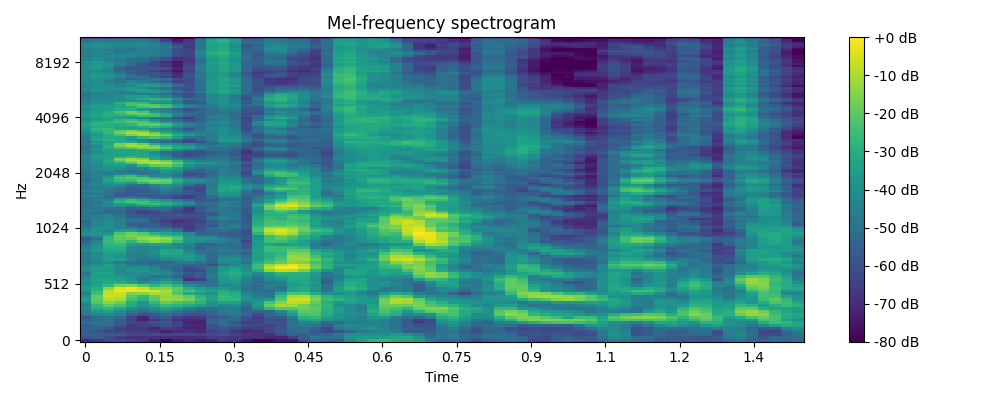 Mel-frequency spectrogram
Hz
8192
4096
2048
1024
512
0
0 0.15 0.3 0.45 0.6 0.75 0.9 1.1 1.2 1.4
Time
+0 dB
-10 dB
-20 dB
-30 dB
-40 dB
-50 dB
-60 dB
-70 dB
-80 dB